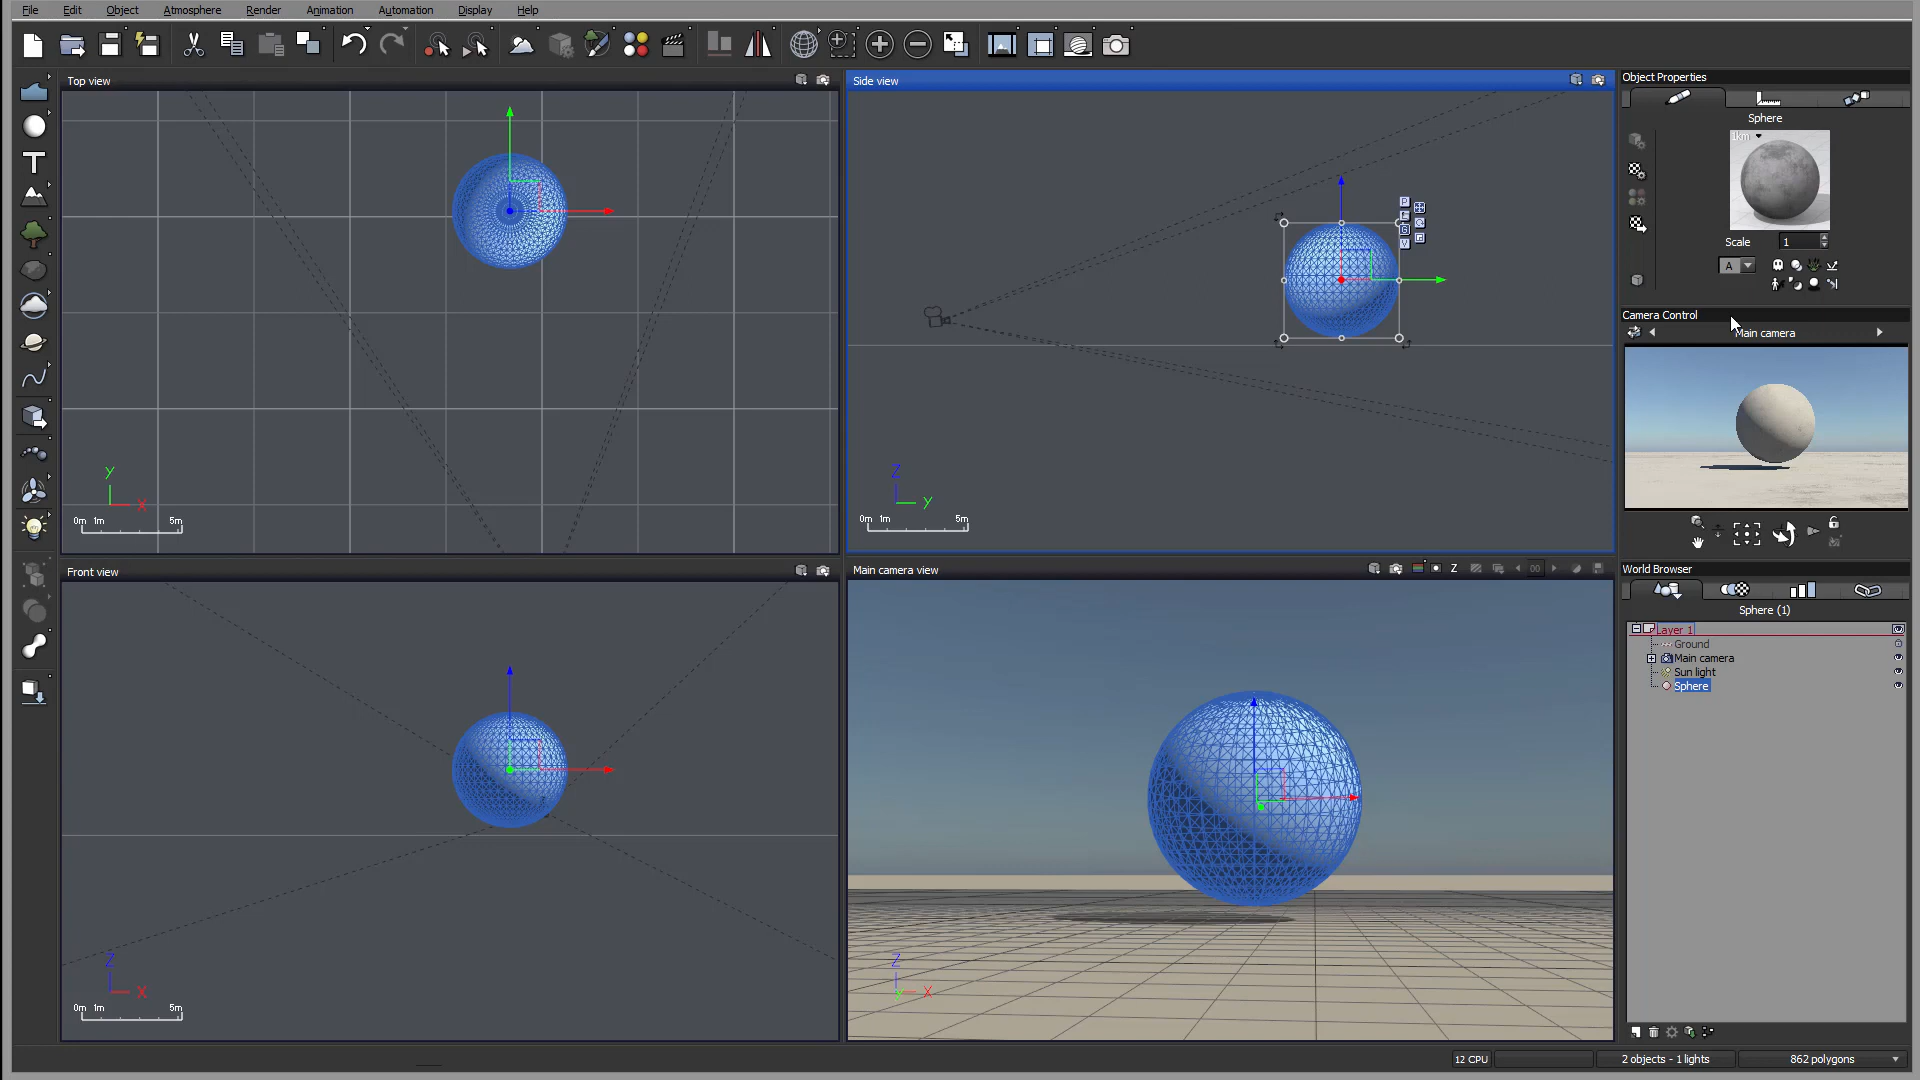 File Edit Object Atmosphere Render Animation Automation Display Help
Top view
Y
X
0m 1m 5m
Side view
P
G
V
Z
Y
0m 1m 5m
Front view
Z
X
0m 1m 5m
Main camera view
Z
00
Z
Y X
Object Properties
Sphere
1km
Scale 1
A
Camera Control
Main camera
World Browser
Sphere (1)
Layer 1
Ground
Main camera
Sun light
Sphere
12 CPU 2 objects - 1 lights 862 polygons